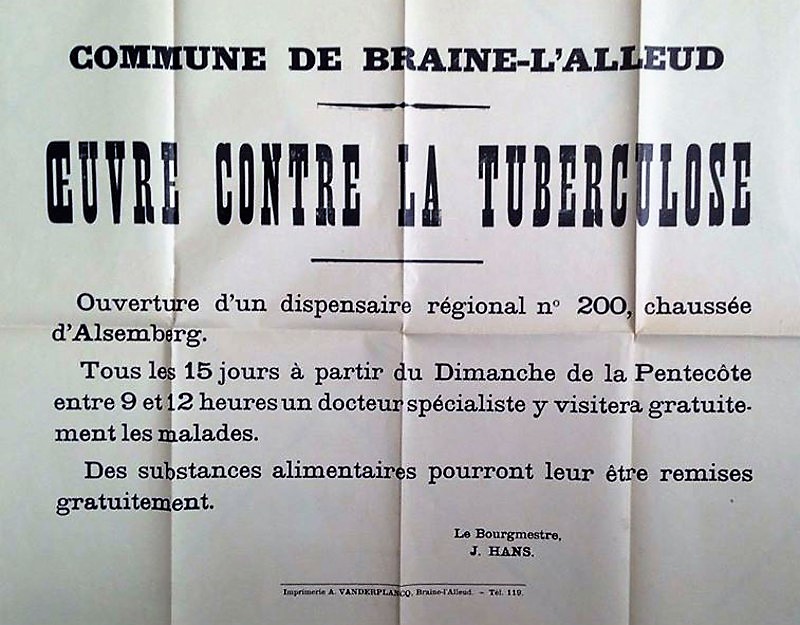 COMMUNE DE BRAINE-L'ALLEUD
ŒUVRE CONTRE LA TUBERCULOSE
Ouverture d'un dispensaire régional nº 200, chaussée
d'Alsemberg.
Tous les 15 jours à partir du Dimanche de la Pentecôte
entre 9 et 12 heures un docteur spécialiste y visitera gratuite-
ment les malades.
Des substances alimentaires pourront leur être remises
gratuitement.
Le Bourgmestre,
J. HANS.
Imprimerie A. VANDERPLANCQ, Braine-l'Alleud. - Tél. 119.